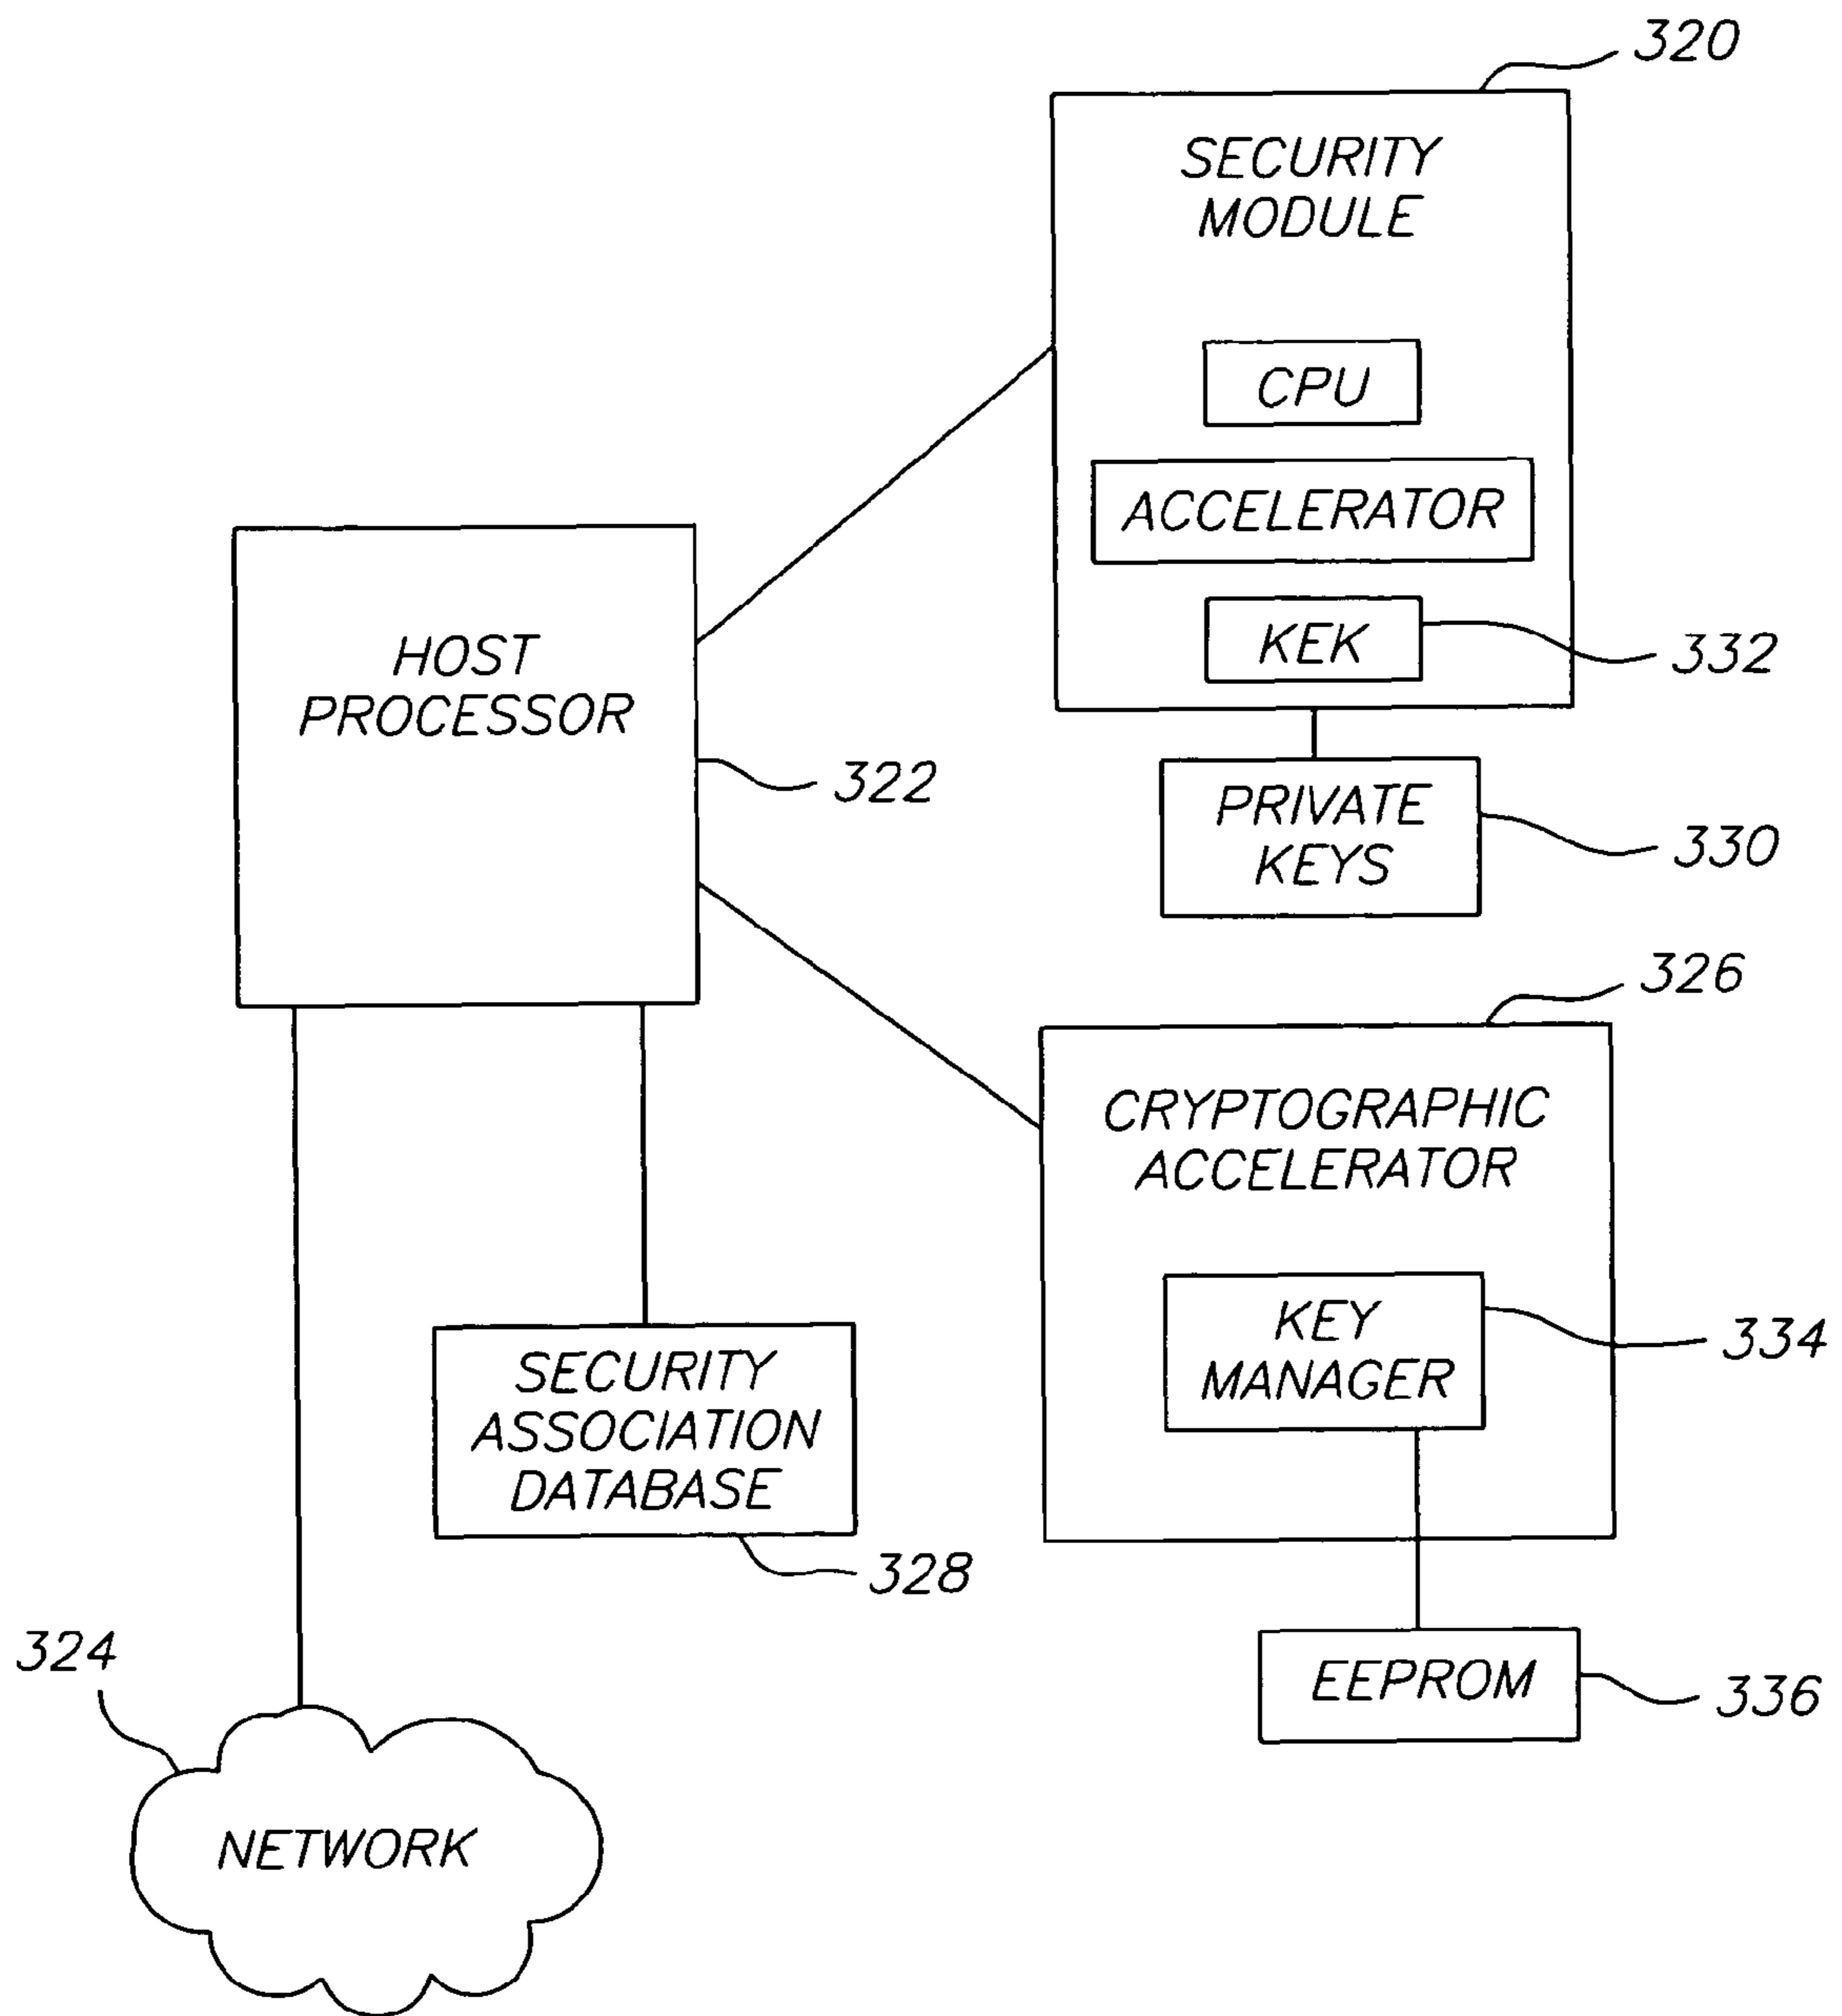 320
SECURITY
MODULE
CPU
ACCELERATOR
KEK
332
HOST
PROCESSOR
322
PRIVATE
KEYS
330
326
CRYPTOGRAPHIC
ACCELERATOR
KEY
MANAGER
334
SECURITY
ASSOCIATION
DATABASE
328
EEPROM
336
324
NETWORK